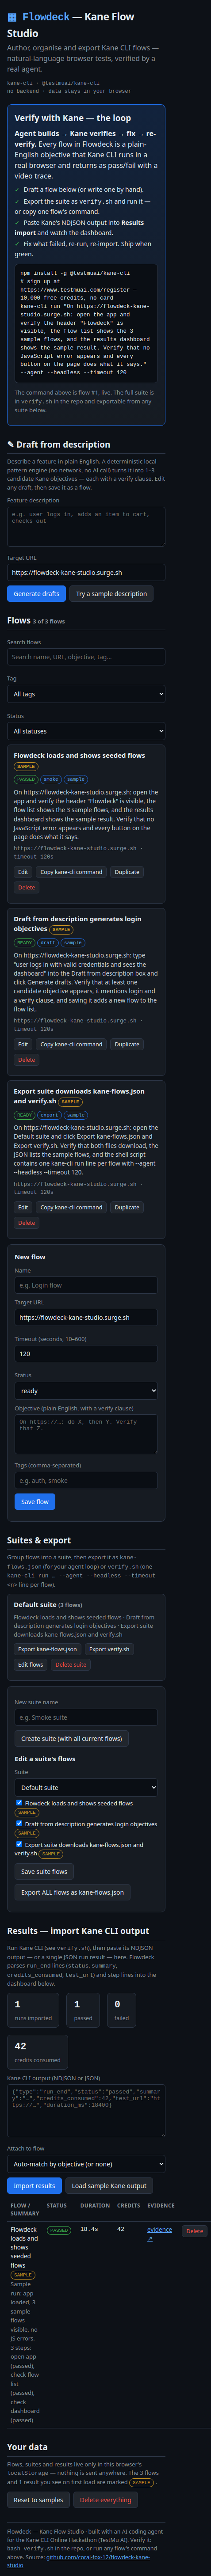 Flowdeck — Kane Flow
Studio
Author, organise and export Kane CLI flows —
natural-language browser tests, verified by a
real agent.
kane-cli · @testmuai/kane-cli
no backend · data stays in your browser
Verify with Kane — the loop
Agent builds → Kane verifies → fix → re-
verify. Every flow in Flowdeck is a plain-
English objective that Kane CLI runs in a
real browser and returns as pass/fail with a
video trace.
✓ Draft a flow below (or write one by hand).
✓ Export the suite as verify.sh and run it —
or copy one flow's command.
✓ Paste Kane's NDJSON output into Results
import and watch the dashboard.
✓ Fix what failed, re-run, re-import. Ship when
green.
npm install -g @testmuai/kane-cli
# sign up at
https://www.testmuai.com/register —
10,000 free credits, no card
kane-cli run "On https://flowdeck-kane-
studio.surge.sh: open the app and
verify the header "Flowdeck" is
visible, the flow list shows the 3
sample flows, and the results dashboard
shows the sample result. Verify that no
JavaScript error appears and every
button on the page does what it says."
--agent --headless --timeout 120
The command above is flow #1, live. The full suite is
in verify.sh in the repo and exportable from any
suite below.
✎ Draft from description
Describe a feature in plain English. A deterministic local
pattern engine (no network, no AI call) turns it into 1–3
candidate Kane objectives — each with a verify clause. Edit
any draft, then save it as a flow.
Feature description
e.g. user logs in, adds an item to cart,
checks out
Target URL
https://flowdeck-kane-studio.surge.sh
Generate drafts
Try a sample description
Flows 3 of 3 flows
Search flows
Search name, URL, objective, tag…
Tag
All tags
Status
All statuses
Flowdeck loads and shows seeded flows
SAMPLE
PASSED smoke sample
On https://flowdeck-kane-studio.surge.sh: open the
app and verify the header "Flowdeck" is visible, the
flow list shows the 3 sample flows, and the results
dashboard shows the sample result. Verify that no
JavaScript error appears and every button on the
page does what it says.
https://flowdeck-kane-studio.surge.sh ·
timeout 120s
Edit Copy kane-cli command Duplicate
Delete
Draft from description generates login
objectives SAMPLE
READY draft sample
On https://flowdeck-kane-studio.surge.sh: type
"user logs in with valid credentials and sees the
dashboard" into the Draft from description box and
click Generate drafts. Verify that at least one
candidate objective appears, it mentions login and
a verify clause, and saving it adds a new flow to the
flow list.
https://flowdeck-kane-studio.surge.sh ·
timeout 120s
Edit Copy kane-cli command Duplicate
Delete
Export suite downloads kane-flows.json
and verify.sh SAMPLE
READY export sample
On https://flowdeck-kane-studio.surge.sh: open the
Default suite and click Export kane-flows.json and
Export verify.sh. Verify that both files download, the
JSON lists the sample flows, and the shell script
contains one kane-cli run line per flow with --agent
--headless --timeout 120.
https://flowdeck-kane-studio.surge.sh ·
timeout 120s
Edit Copy kane-cli command Duplicate
Delete
New flow
Name
e.g. Login flow
Target URL
https://flowdeck-kane-studio.surge.sh
Timeout (seconds, 10–600)
120
Status
ready
Objective (plain English, with a verify clause)
On https://…: do X, then Y. Verify
that Z.
Tags (comma-separated)
e.g. auth, smoke
Save flow
Suites & export
Group flows into a suite, then export it as kane-
flows.json (for your agent loop) or verify.sh (one
kane-cli run … --agent --headless --timeout
<n> line per flow).
Default suite (3 flows)
Flowdeck loads and shows seeded flows · Draft from
description generates login objectives · Export suite
downloads kane-flows.json and verify.sh
Export kane-flows.json Export verify.sh
Edit flows Delete suite
New suite name
e.g. Smoke suite
Create suite (with all current flows)
Edit a suite's flows
Suite
Default suite
Flowdeck loads and shows seeded flows
SAMPLE
Draft from description generates login objectives
SAMPLE
Export suite downloads kane-flows.json and
verify.sh SAMPLE
Save suite flows
Export ALL flows as kane-flows.json
Results — import Kane CLI output
Run Kane CLI (see verify.sh), then paste its NDJSON
output — or a single JSON run result — here. Flowdeck
parses run_end lines (status, summary,
credits_consumed, test_url) and step lines into the
dashboard below.
1
runs imported
1
passed
0
failed
42
credits consumed
Kane CLI output (NDJSON or JSON)
{"type":"run_end","status":"passed","summar
y":"…","credits_consumed":42,"test_url":"ht
tps://…","duration_ms":18400}
Attach to flow
Auto-match by objective (or none)
Import results Load sample Kane output
FLOW / SUMMARY STATUS DURATION CREDITS EVIDENCE
Flowdeck loads and shows seeded flows SAMPLE PASSED 18.4s 42 evidence ↗ Delete
Sample
run: app
loaded, 3
sample
flows
visible, no
JS errors.
3 steps:
open app
(passed),
check flow
list
(passed),
check
dashboard
(passed)
Your data
Flows, suites and results live only in this browser's
localStorage — nothing is sent anywhere. The 3 flows
and 1 result you see on first load are marked SAMPLE .
Reset to samples Delete everything
Flowdeck — Kane Flow Studio · built with an AI coding agent
for the Kane CLI Online Hackathon (TestMu AI). Verify it:
bash verify.sh in the repo, or run any flow's command
above. Source: github.com/coral-fox-12/flowdeck-kane-
studio